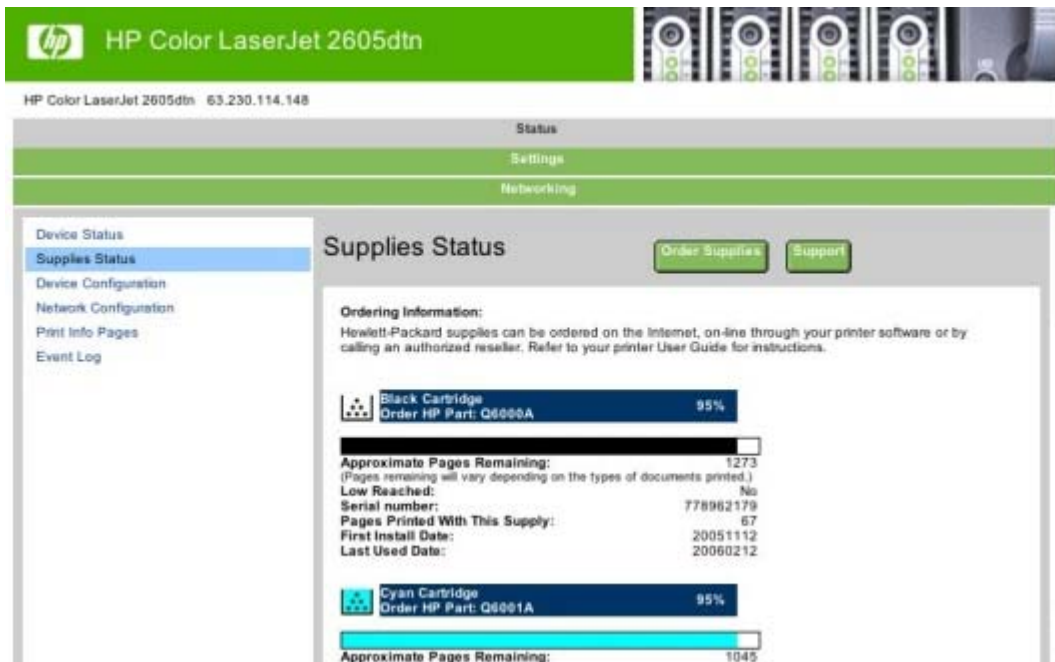 hp HP Color LaserJet 2605dtn
HP Color LaserJet 2605dtn 63.230.114.148
Status
Settings
Networking
Device Status
Supplies Status
Device Configuration
Network Configuration
Print Info Pages
Event Log
Supplies Status Order Supplies Support
Ordering Information:
Hewlett-Packard supplies can be ordered on the Internet, on-line through your printer software or by
calling an authorized reseller. Refer to your printer User Guide for instructions.
Black Cartridge
Order HP Part: Q6000A 95%
Approximate Pages Remaining: 1273
(Pages remaining will vary depending on the types of documents printed.)
Low Reached: No
Serial number: 778962179
Pages Printed With This Supply: 67
First Install Date: 20051112
Last Used Date: 20060212
Cyan Cartridge
Order HP Part: Q6001A 95%
Approximate Pages Remaining: 1045